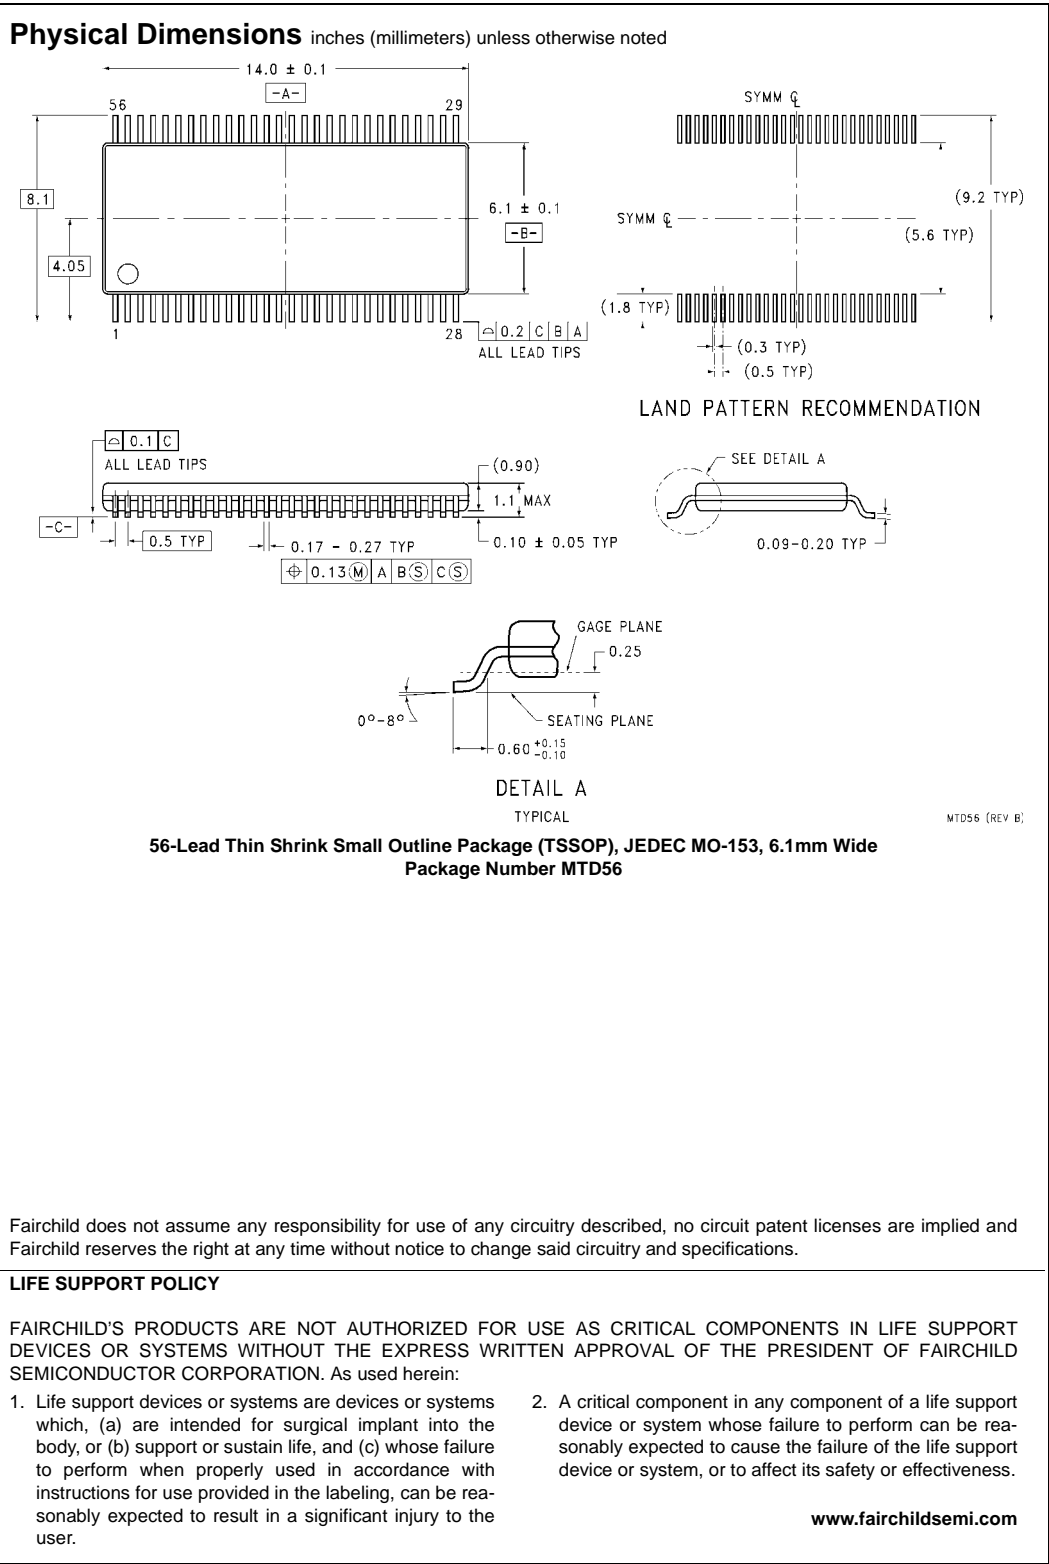 Physical Dimensions inches (millimeters) unless otherwise noted
14.0 ± 0.1
-A-
56
29
8.1
4.05
6.1 ± 0.1
-B-
1
28
⌓ 0.2 C B A
ALL LEAD TIPS
SYMM ℄
SYMM ℄
(9.2 TYP)
(5.6 TYP)
(1.8 TYP)
(0.3 TYP)
(0.5 TYP)
LAND PATTERN RECOMMENDATION
⌓ 0.1 C
ALL LEAD TIPS
(0.90)
1.1 MAX
-C-
0.5 TYP
0.17 - 0.27 TYP
0.10 ± 0.05 TYP
⌖ 0.13 Ⓜ A B Ⓢ C Ⓢ
SEE DETAIL A
0.09-0.20 TYP
GAGE PLANE
0.25
0°-8°
SEATING PLANE
0.60 +0.15 -0.10
DETAIL A
TYPICAL
MTD56 (REV B)
56-Lead Thin Shrink Small Outline Package (TSSOP), JEDEC MO-153, 6.1mm Wide
Package Number MTD56
Fairchild does not assume any responsibility for use of any circuitry described, no circuit patent licenses are implied and
Fairchild reserves the right at any time without notice to change said circuitry and specifications.
LIFE SUPPORT POLICY
FAIRCHILD'S PRODUCTS ARE NOT AUTHORIZED FOR USE AS CRITICAL COMPONENTS IN LIFE SUPPORT
DEVICES OR SYSTEMS WITHOUT THE EXPRESS WRITTEN APPROVAL OF THE PRESIDENT OF FAIRCHILD
SEMICONDUCTOR CORPORATION. As used herein:
1. Life support devices or systems are devices or systems
which, (a) are intended for surgical implant into the
body, or (b) support or sustain life, and (c) whose failure
to perform when properly used in accordance with
instructions for use provided in the labeling, can be rea-
sonably expected to result in a significant injury to the
user.
2. A critical component in any component of a life support
device or system whose failure to perform can be rea-
sonably expected to cause the failure of the life support
device or system, or to affect its safety or effectiveness.
www.fairchildsemi.com